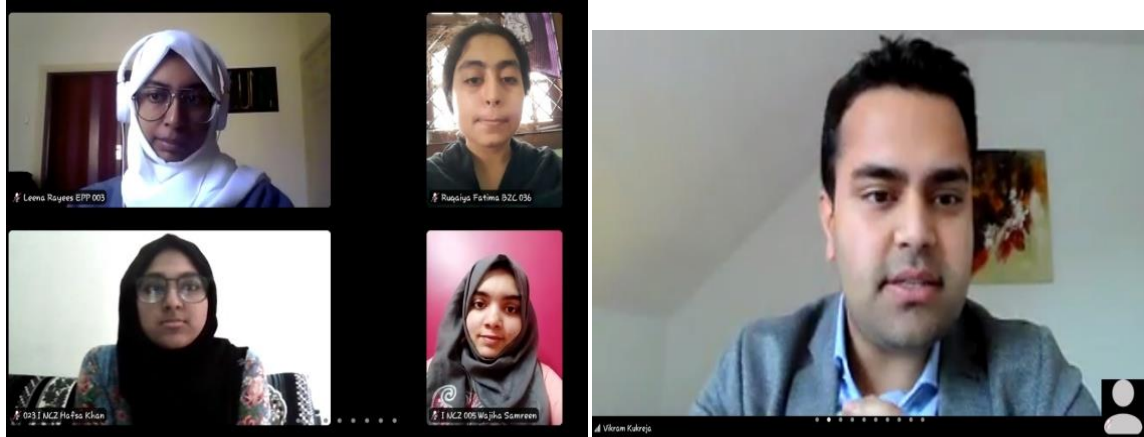 Leena Rayees EPP 003
Ruqaiya Fatima BZC 036
023 I NCZ Hafsa Khan
I NCZ 005 Wajiha Samreen
Vikram Kukreja